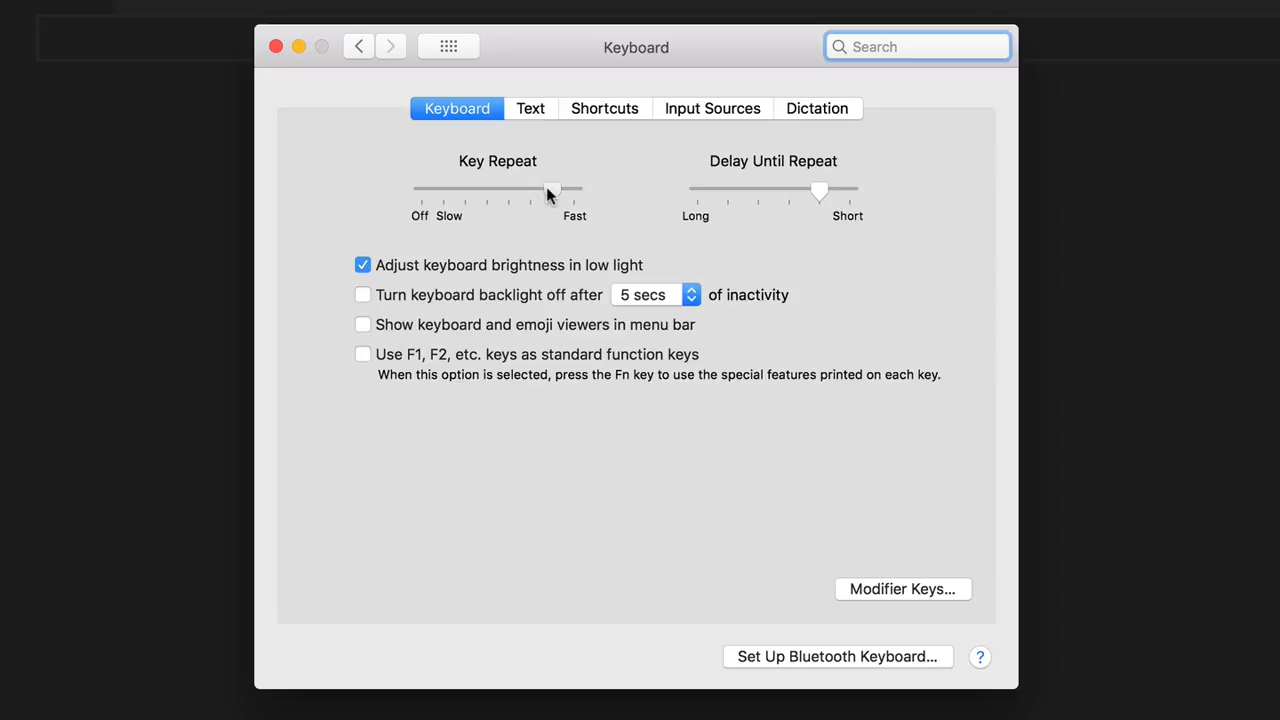 Keyboard
Search
Keyboard Text Shortcuts Input Sources Dictation
Key Repeat Delay Until Repeat
Off Slow Fast Long Short
Adjust keyboard brightness in low light
Turn keyboard backlight off after 5 secs of inactivity
Show keyboard and emoji viewers in menu bar
Use F1, F2, etc. keys as standard function keys
When this option is selected, press the Fn key to use the special features printed on each key.
Modifier Keys...
Set Up Bluetooth Keyboard...
?